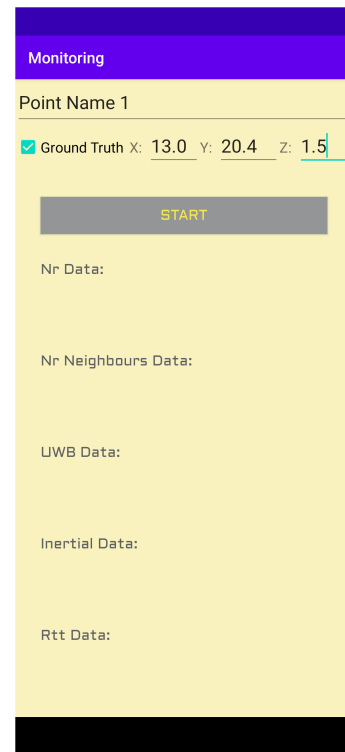 Monitoring
Point Name 1
Ground Truth X: 13.0 Y: 20.4 Z: 1.5
START
Nr Data:
Nr Neighbours Data:
UWB Data:
Inertial Data:
Rtt Data: